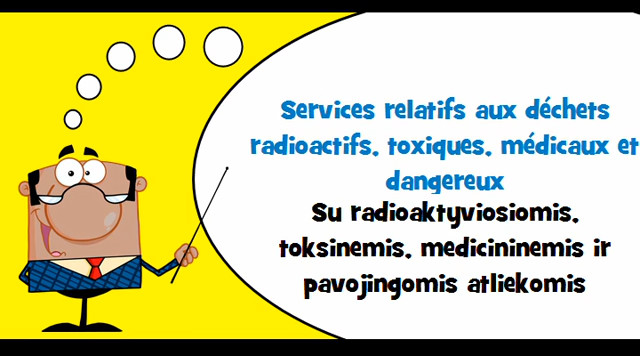 Services relatifs aux déchets
radioactifs, toxiques, médicaux et
dangereux
Su radioaktyviosiomis,
toksinemis, medicininemis ir
pavojingomis atliekomis